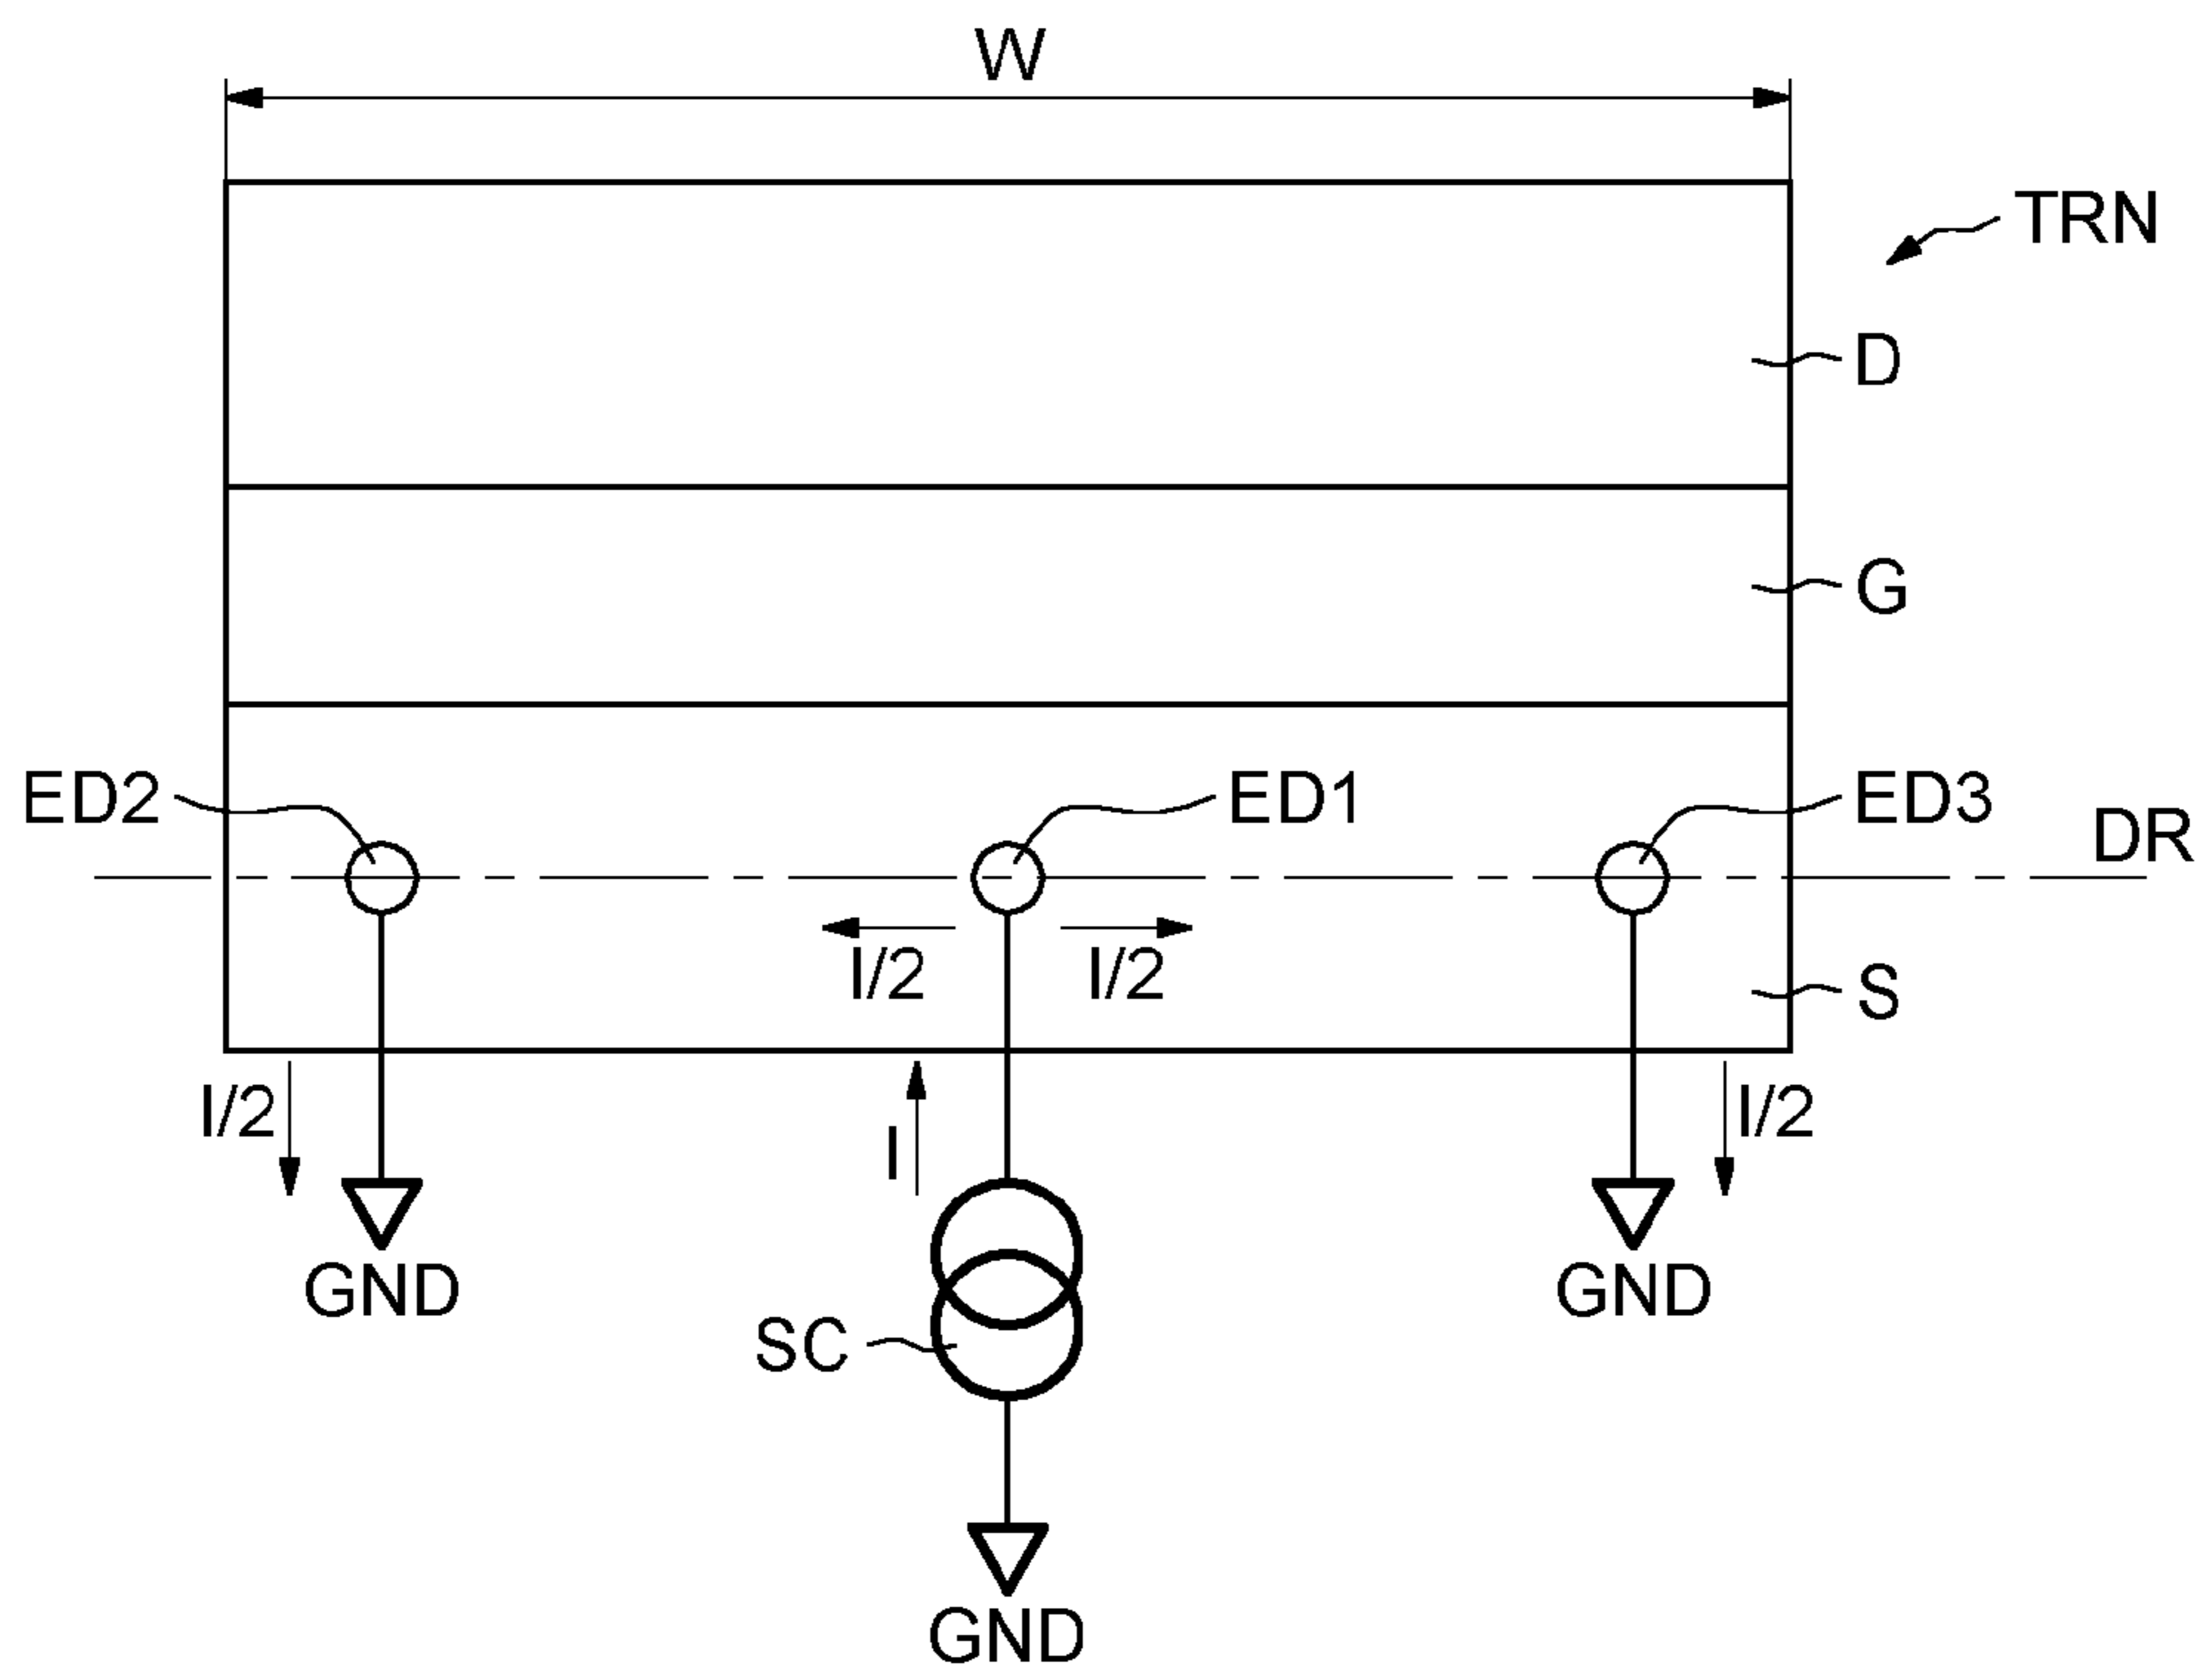 W
TRN
D
G
ED2
ED1
ED3
DR
I/2
I/2
S
I/2
I
I/2
GND
GND
SC
GND